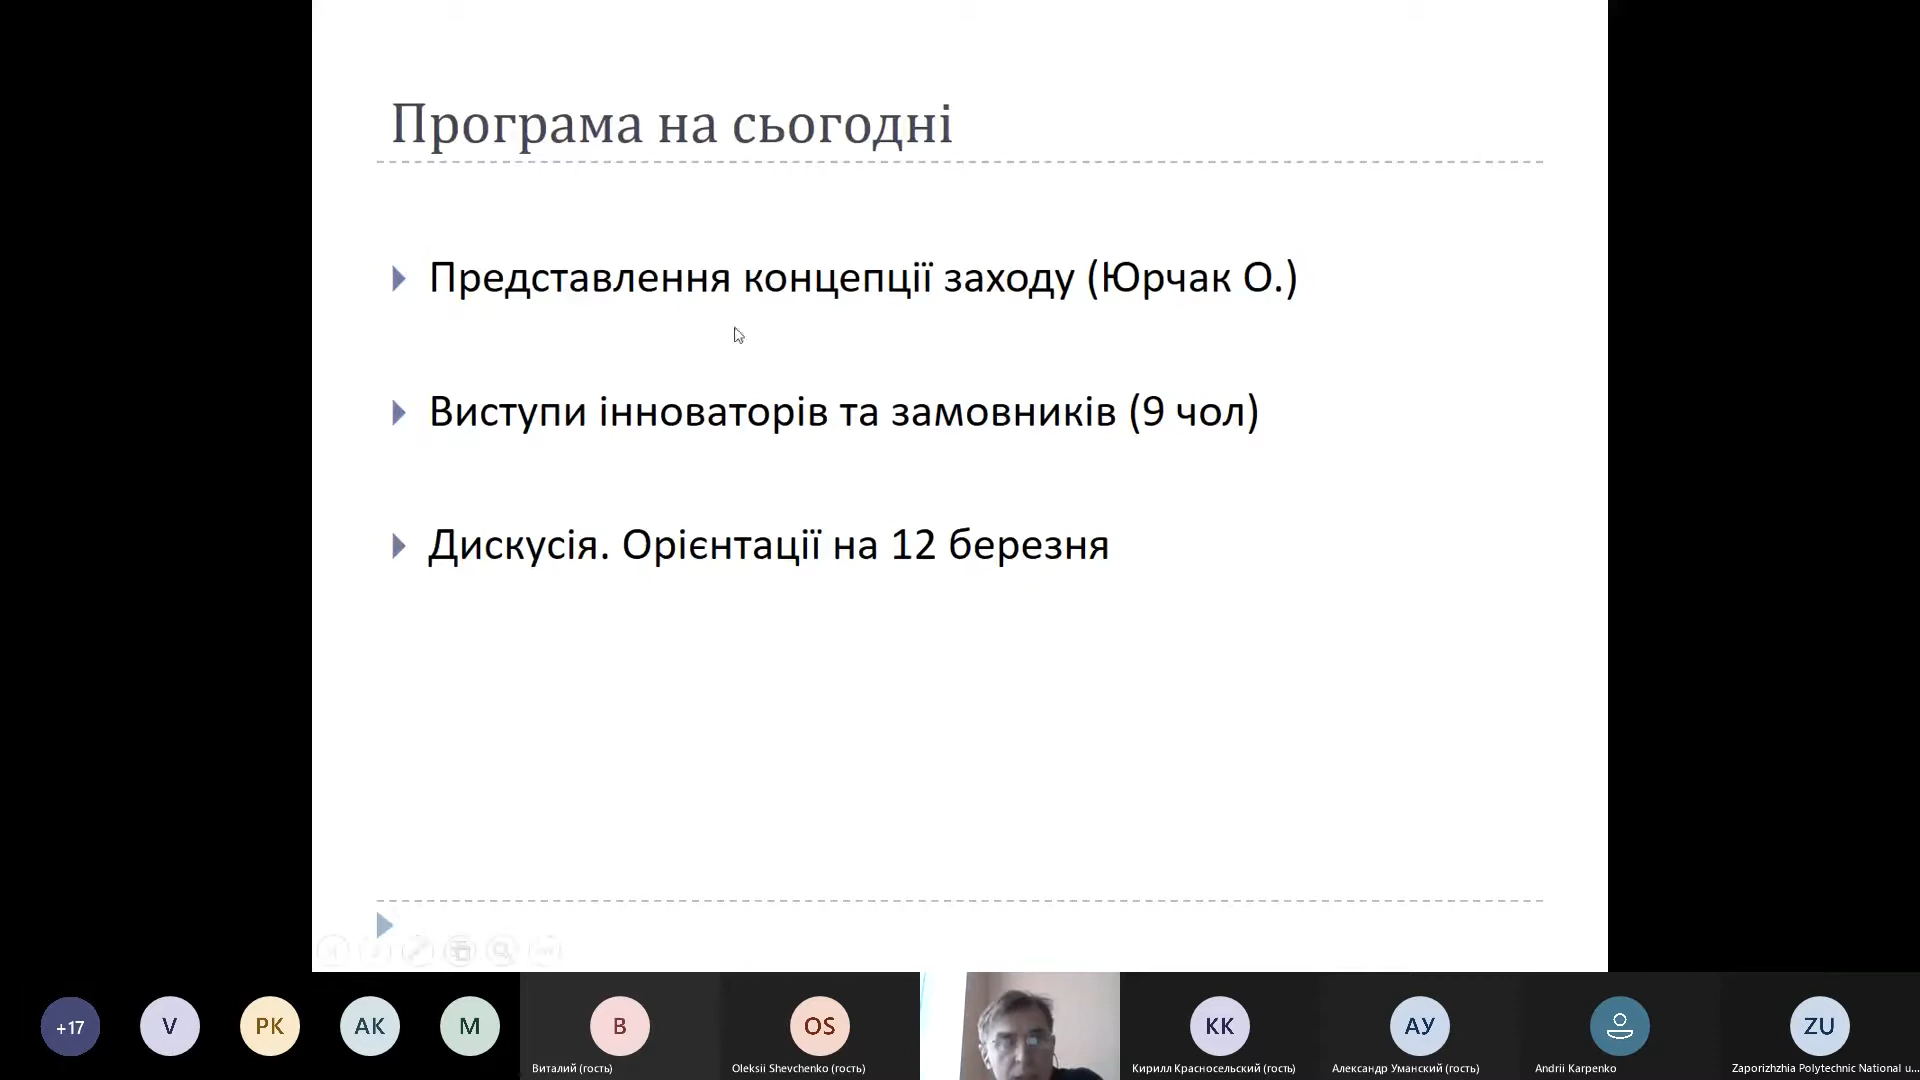 Програма на сьогодні
Представлення концепції заходу (Юрчак О.)
Виступи інноваторів та замовників (9 чол)
Дискусія. Орієнтації на 12 березня
+17
V
PK
AK
M
В
OS
КК
АУ
ZU
Виталий (гость)
Oleksii Shevchenko (гость)
Кирилл Красносельский (гость)
Александр Уманский (гость)
Andrii Karpenko
Zaporizhzhia Polytechnic National u...